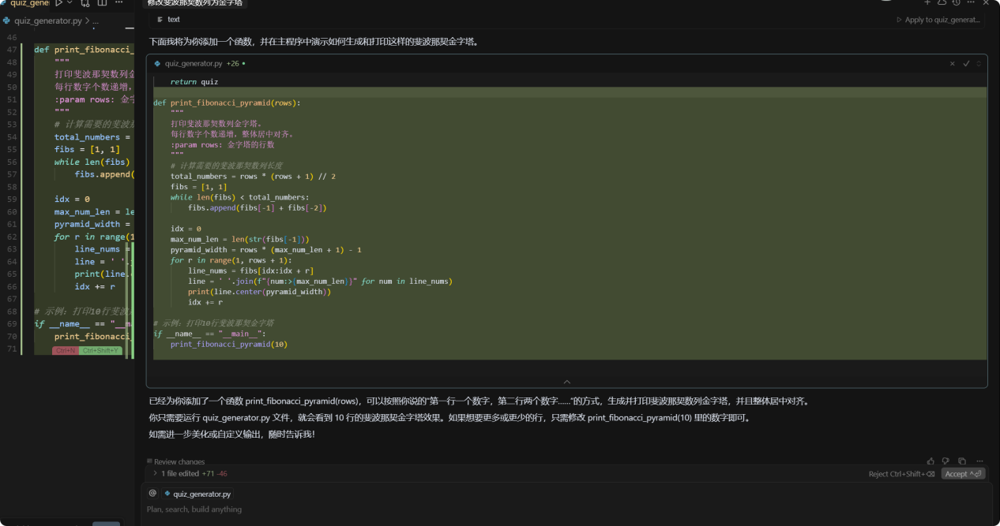 quiz_gene
修改斐波那契数列为金字塔
quiz_generator.py > ...
text
Apply to quiz_generat...
46
47 def print_fibonacci_
48 """
49 打印斐波那契数列金
50 每行数字个数递增,
51 :param rows: 金字
52 """
53 # 计算需要的斐波那
54 total_numbers =
55 fibs = [1, 1]
56 while len(fibs)
57 fibs.append(
58
59 idx = 0
60 max_num_len = le
61 pyramid_width =
62 for r in range(1
63 line_nums =
64 line = ' '.
65 print(line.
66 idx += r
67
68 # 示例: 打印10行斐波
69 if __name__ == "__ma
70 print_fibonacci_
71
Ctrl+N Ctrl+Shift+Y
下面我将为你添加一个函数,并在主程序中演示如何生成和打印这样的斐波那契金字塔。
quiz_generator.py +26
return quiz
def print_fibonacci_pyramid(rows):
"""
打印斐波那契数列金字塔。
每行数字个数递增,整体居中对齐。
:param rows: 金字塔的行数
"""
# 计算需要的斐波那契数列长度
total_numbers = rows * (rows + 1) // 2
fibs = [1, 1]
while len(fibs) < total_numbers:
fibs.append(fibs[-1] + fibs[-2])
idx = 0
max_num_len = len(str(fibs[-1]))
pyramid_width = rows * (max_num_len + 1) - 1
for r in range(1, rows + 1):
line_nums = fibs[idx:idx + r]
line = ' '.join(f"{num:>{max_num_len}}" for num in line_nums)
print(line.center(pyramid_width))
idx += r
# 示例: 打印10行斐波那契金字塔
if __name__ == "__main__":
print_fibonacci_pyramid(10)
已经为你添加了一个函数 print_fibonacci_pyramid(rows),可以按照你说的"第一行一个数字,第二行两个数字……"的方式,生成并打印斐波那契数列金字塔,并且整体居中对齐。
你只需要运行 quiz_generator.py 文件,就会看到 10 行的斐波那契金字塔效果。如果想要更多或更少的行,只需修改 print_fibonacci_pyramid(10) 里的数字即可。
如需进一步美化或自定义输出,随时告诉我!
Review changes
1 file edited +71 -46
Reject Ctrl+Shift+⌫ Accept ^⏎
@ quiz_generator.py
Plan, search, build anything